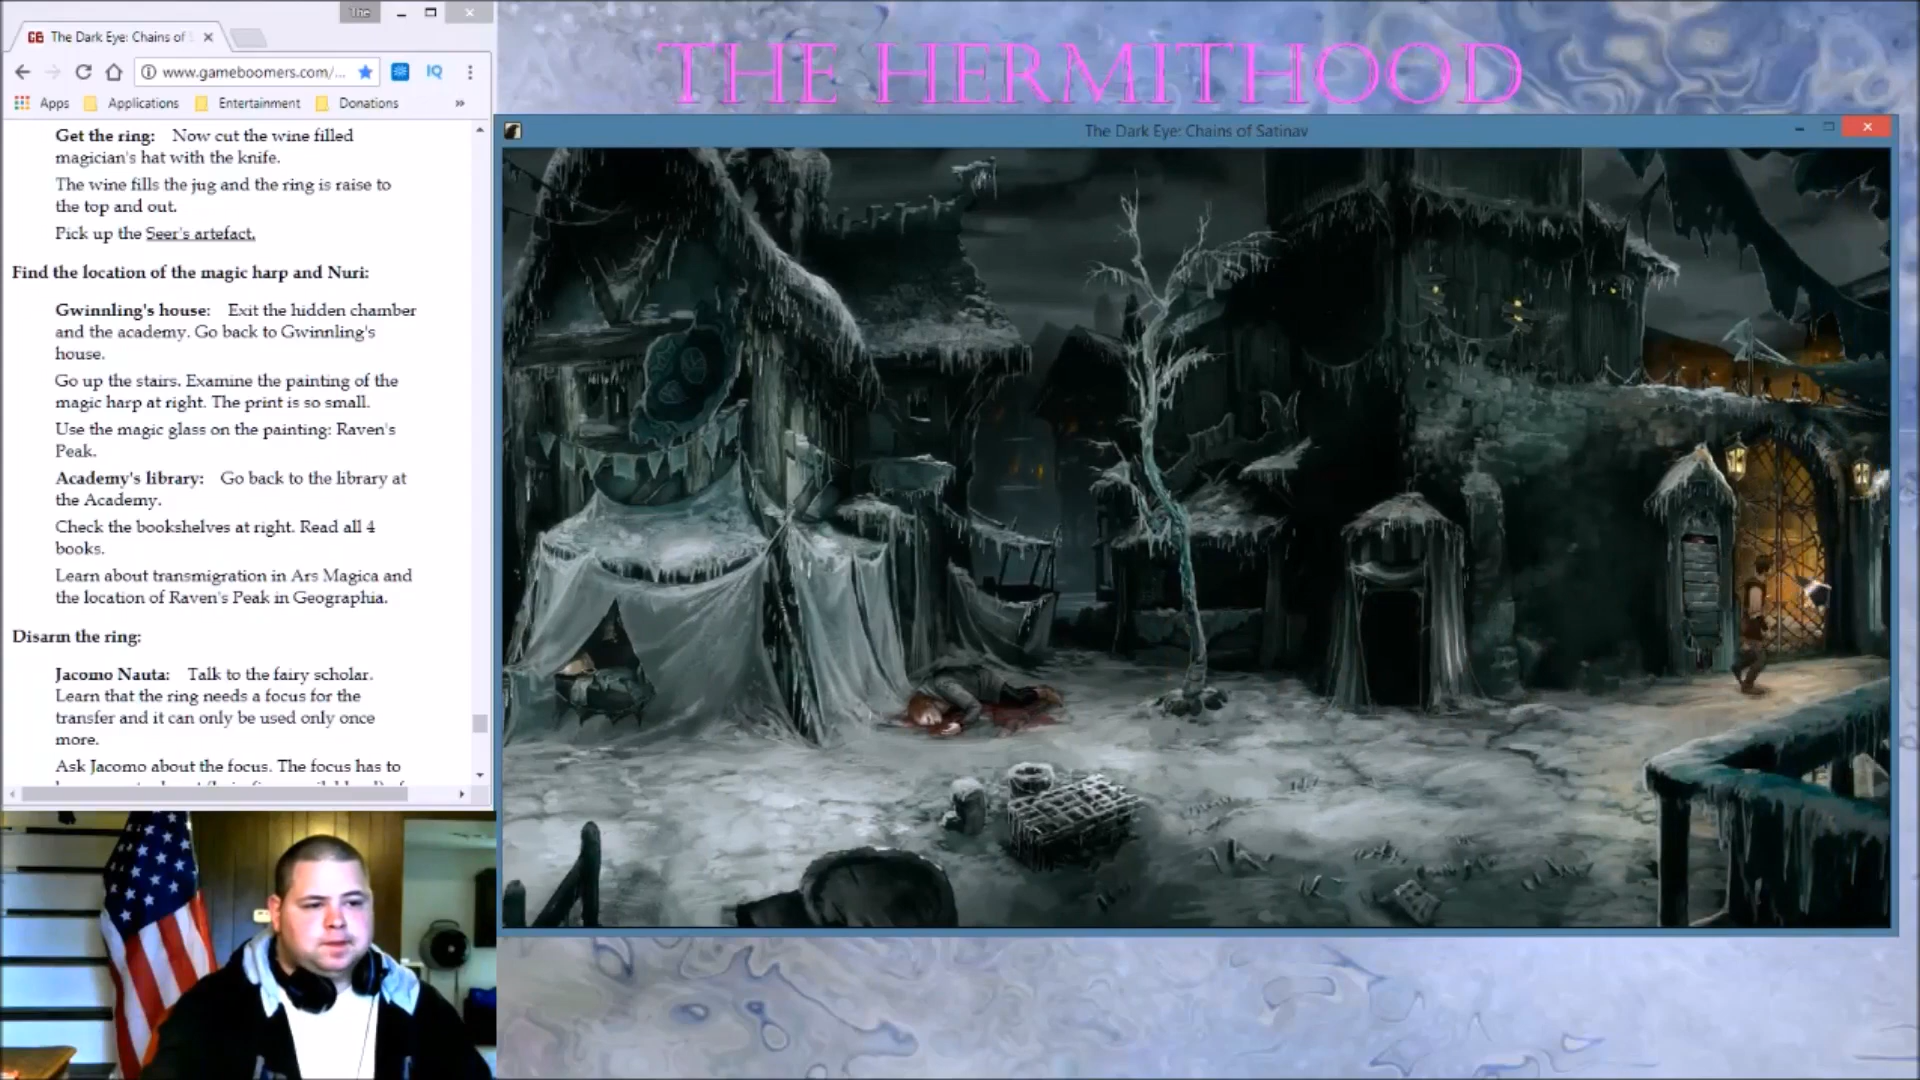 The
The Dark Eye: Chains of
www.gameboomers.com/...
IQ
Apps
Applications
Entertainment
Donations
»
Get the ring: Now cut the wine filled
magician's hat with the knife.
The wine fills the jug and the ring is raise to
the top and out.
Pick up the Seer's artefact.
Find the location of the magic harp and Nuri:
Gwinnling's house: Exit the hidden chamber
and the academy. Go back to Gwinnling's
house.
Go up the stairs. Examine the painting of the
magic harp at right. The print is so small.
Use the magic glass on the painting: Raven's
Peak.
Academy's library: Go back to the library at
the Academy.
Check the bookshelves at right. Read all 4
books.
Learn about transmigration in Ars Magica and
the location of Raven's Peak in Geographia.
Disarm the ring:
Jacomo Nauta: Talk to the fairy scholar.
Learn that the ring needs a focus for the
transfer and it can only be used only once
more.
Ask Jacomo about the focus. The focus has to
THE HERMITHOOD
The Dark Eye: Chains of Satinav